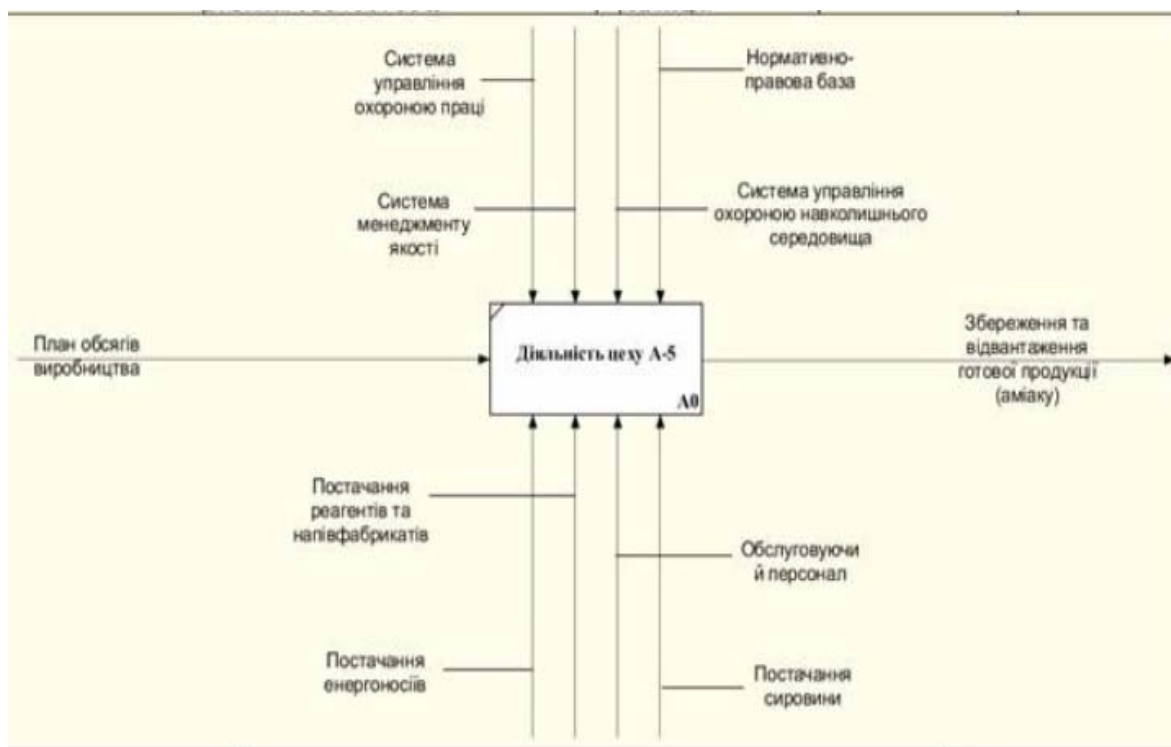 Система
управління
охороною праці
Нормативно-
правова база
Система
менеджменту
якості
Система управління
охороною навколишнього
середовища
План обсягів
виробництва
Діяльність цеху А-5
А0
Збереження та
відвантаження
готової продукції
(аміаку)
Постачання
реагентів та
напівфабрикатів
Обслуговуючи
й персонал
Постачання
енергоносіїв
Постачання
сировини